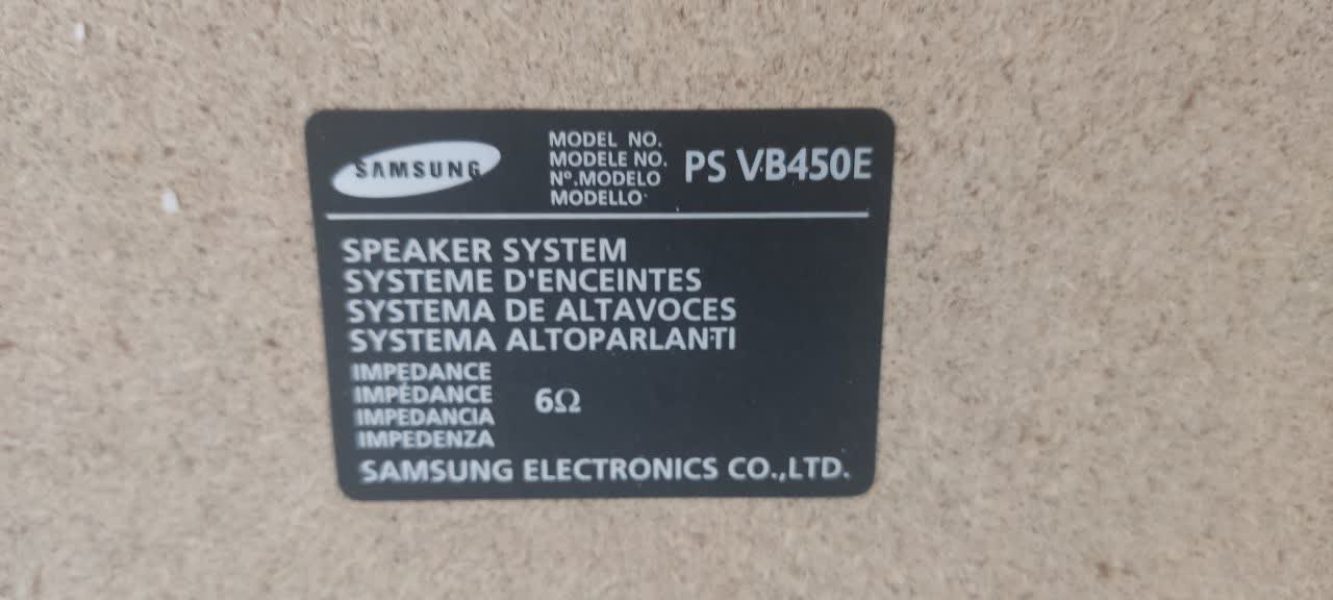 SAMSUNG
MODEL NO.
MODELE NO.
Nº.MODELO
MODELLO
PS VB450E
SPEAKER SYSTEM
SYSTEME D'ENCEINTES
SYSTEMA DE ALTAVOCES
SYSTEMA ALTOPARLANTI
IMPEDANCE
IMPÉDANCE
IMPEDANCIA
IMPEDENZA
6Ω
SAMSUNG ELECTRONICS CO.,LTD.